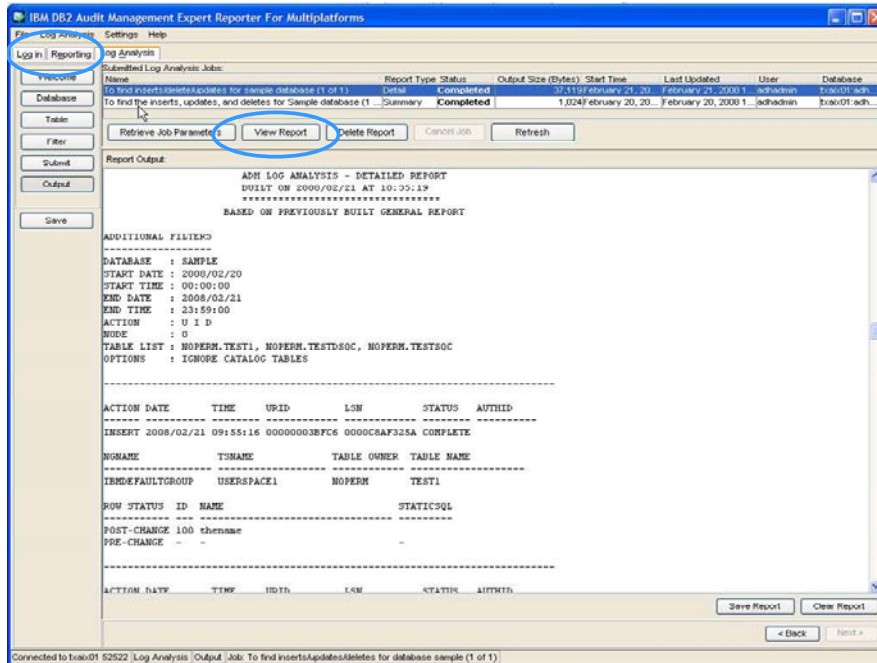 IBM DB2 Audit Management Expert Reporter For Multiplatforms
File Log Analysis Settings Help
Log in Reporting Log Analysis
Welcome
Database
Table
Filter
Submit
Output
Save
Submitted Log Analysis Jobs:
Name Report Type Status Output Size (Bytes) Start Time Last Updated User Database
To find inserts/deletes/updates for sample database (1 of 1) Detail Completed 37,119 February 21, 20... February 21, 2008 1... adhadmin txaix01:adh...
To find the inserts, updates, and deletes for Sample database (1 ... Summary Completed 1,024 February 20, 20... February 20, 2008 1... adhadmin txaix01:adh...
Retrieve Job Parameters View Report Delete Report Cancel Job Refresh
Report Output:
ADH LOG ANALYSIS - DETAILED REPORT
BUILT ON 2008/02/21 AT 10:35:19
*********************************
BASED ON PREVIOUSLY BUILT GENERAL REPORT
ADDITIONAL FILTERS
------------------
DATABASE : SAMPLE
START DATE : 2008/02/20
START TIME : 00:00:00
END DATE : 2008/02/21
END TIME : 23:59:00
ACTION : U I D
NODE : 0
TABLE LIST : NOPERM.TEST1, NOPERM.TESTDSOC, NOPERM.TESTSOC
OPTIONS : IGNORE CATALOG TABLES
ACTION DATE TIME URID LSN STATUS AUTHID
INSERT 2008/02/21 09:55:16 00000003BFC6 0000C8AF325A COMPLETE
NGNAME TSNAME TABLE OWNER TABLE NAME
IBMDEFAULTGROUP USERSPACE1 NOPERM TEST1
ROW STATUS ID NAME STATICSQL
POST-CHANGE 100 thename
PRE-CHANGE - - -
ACTION DATE TIME URID LSN STATUS AUTHID
Save Report Clear Report
< Back Next >
Connected to txaix01 52522 Log Analysis Output Job: To find inserts/updates/deletes for database sample (1 of 1)